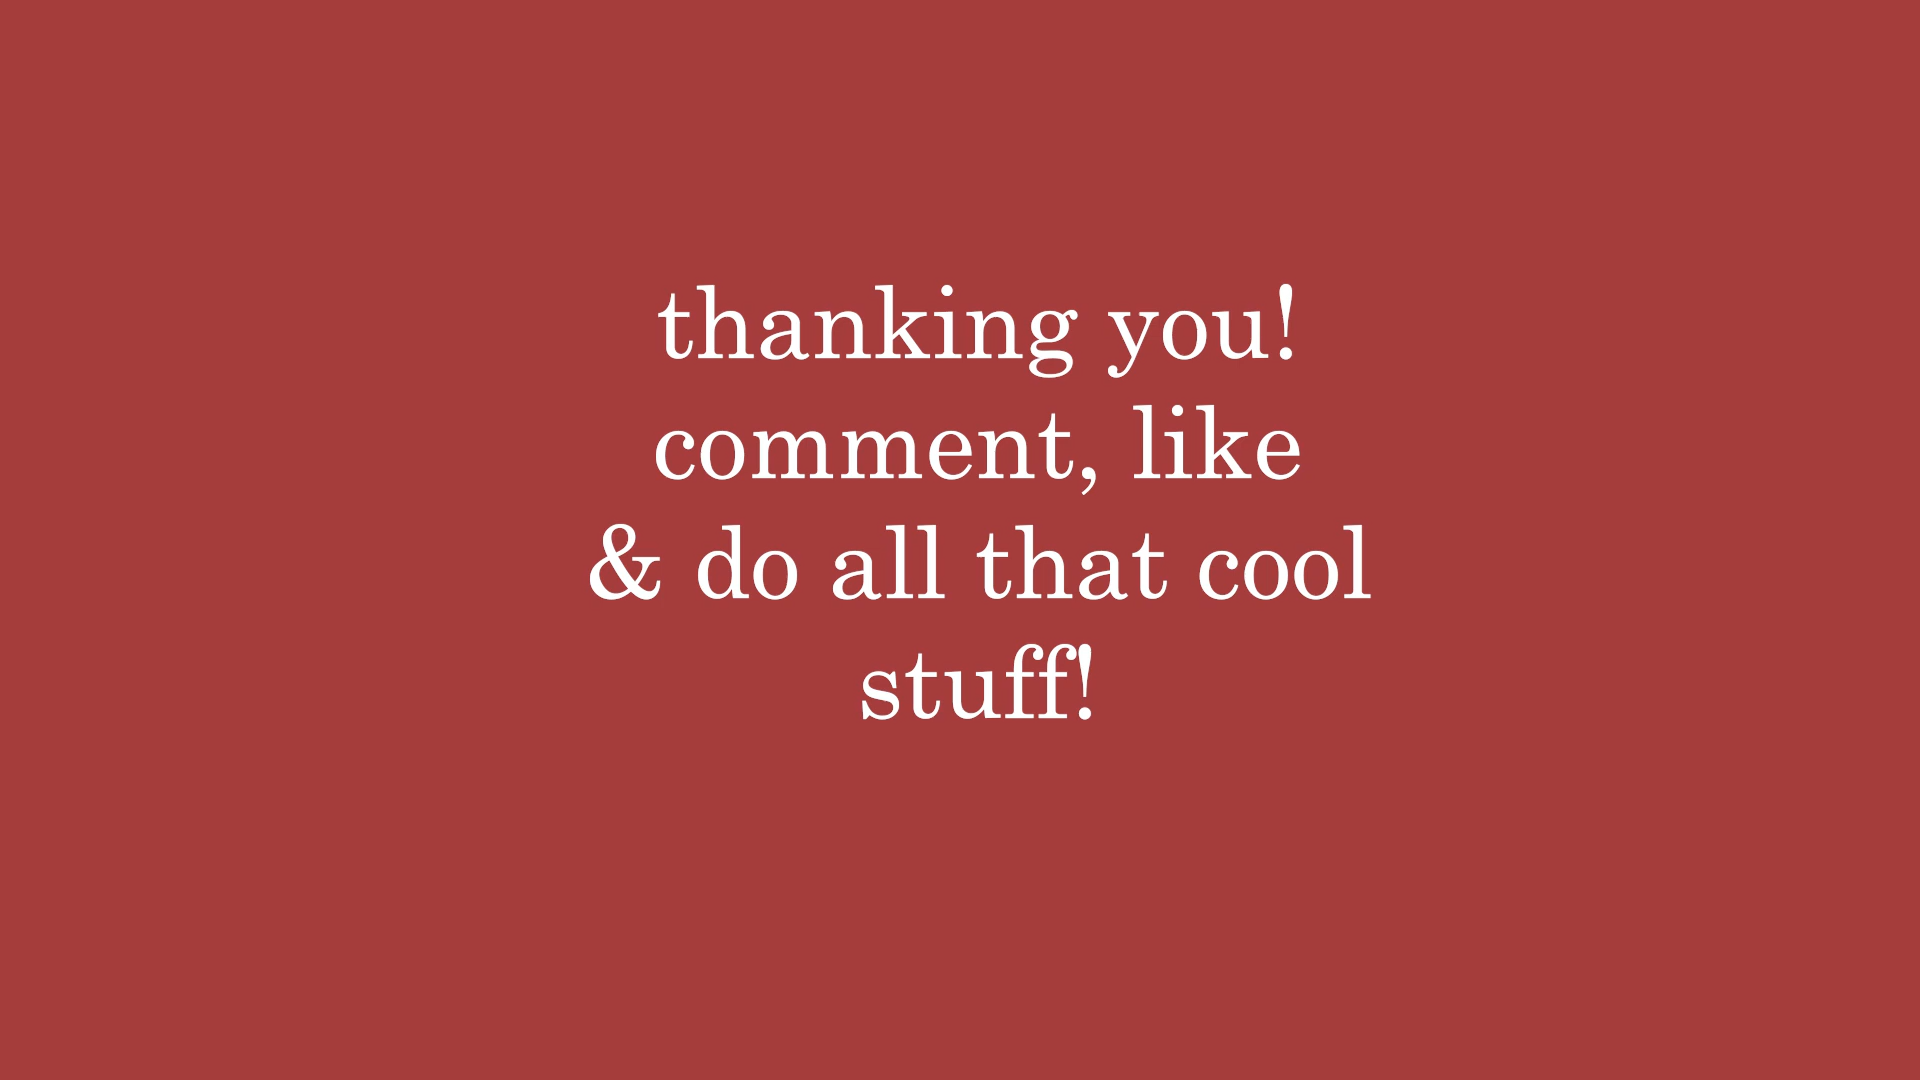 thanking you!
comment, like
& do all that cool
stuff!